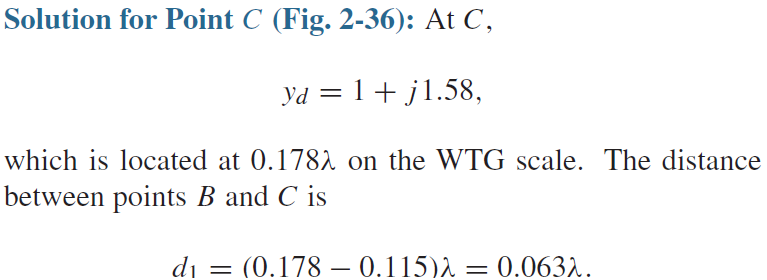 Solution for Point C (Fig. 2-36): At C,
yd = 1 + j1.58,
which is located at 0.178λ on the WTG scale. The distance
between points B and C is
d1 = (0.178 − 0.115)λ = 0.063λ.